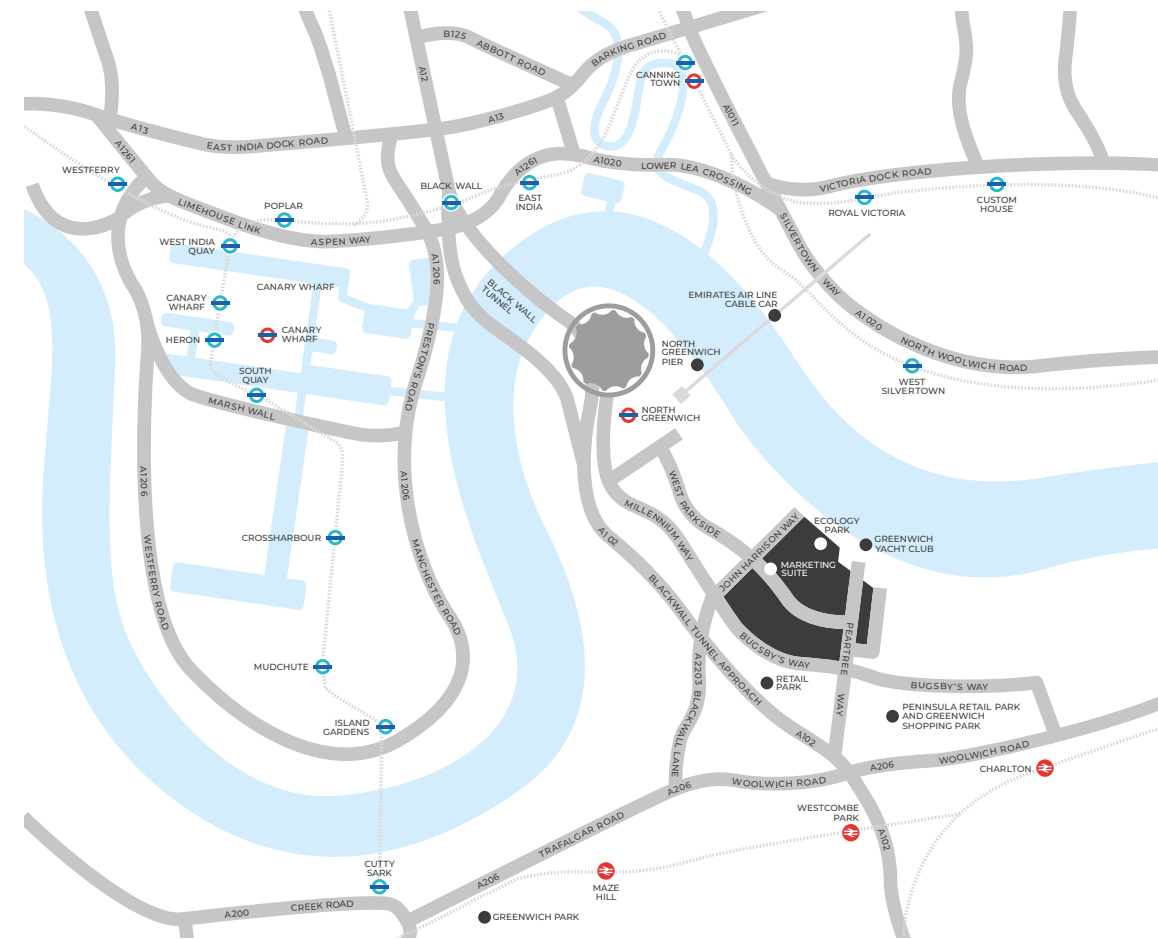 B125
ABBOTT ROAD
BARKING ROAD
A12
CANNING
TOWN
A1011
A13
EAST INDIA DOCK ROAD
A13
A1261
WESTFERRY
A1261
A1020
LOWER LEA CROSSING
VICTORIA DOCK ROAD
BLACK WALL
EAST
INDIA
ROYAL VICTORIA
CUSTOM
HOUSE
POPLAR
LIMEHOUSE LINK
ASPEN WAY
WEST INDIA
QUAY
A1206
SILVERTOWN WAY
CANARY WHARF
BLACK WALL
TUNNEL
EMIRATES AIR LINE
CABLE CAR
CANARY
WHARF
A1020
NORTH WOOLWICH ROAD
HERON
CANARY
WHARF
PRESTON'S ROAD
NORTH
GREENWICH
PIER
WEST
SILVERTOWN
SOUTH
QUAY
MARSH WALL
NORTH
GREENWICH
A1206
A1206
WEST PARKSIDE
MILLENNIUM WAY
A102
JOHN HARRISON WAY
ECOLOGY
PARK
GREENWICH
YACHT CLUB
MARKETING
SUITE
CROSSHARBOUR
WESTFERRY ROAD
MANCHESTER ROAD
BLACKWALL TUNNEL APPROACH
BUGSBY'S WAY
PEARTREE WAY
MUDCHUTE
A2203 BLACKWALL LANE
RETAIL
PARK
BUGSBY'S WAY
PENINSULA RETAIL PARK
AND GREENWICH
SHOPPING PARK
ISLAND
GARDENS
A102
WOOLWICH ROAD
A206
CHARLTON
A206
WOOLWICH ROAD
WESTCOMBE
PARK
A102
TRAFALGAR ROAD
CUTTY
SARK
A206
MAZE
HILL
A200
CREEK ROAD
GREENWICH PARK